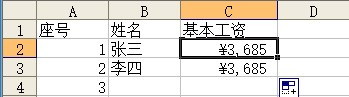 A B C D
1 座号 姓名 基本工资
2 1 张三 ¥3,685
3 2 李四 ¥3,685
4 3